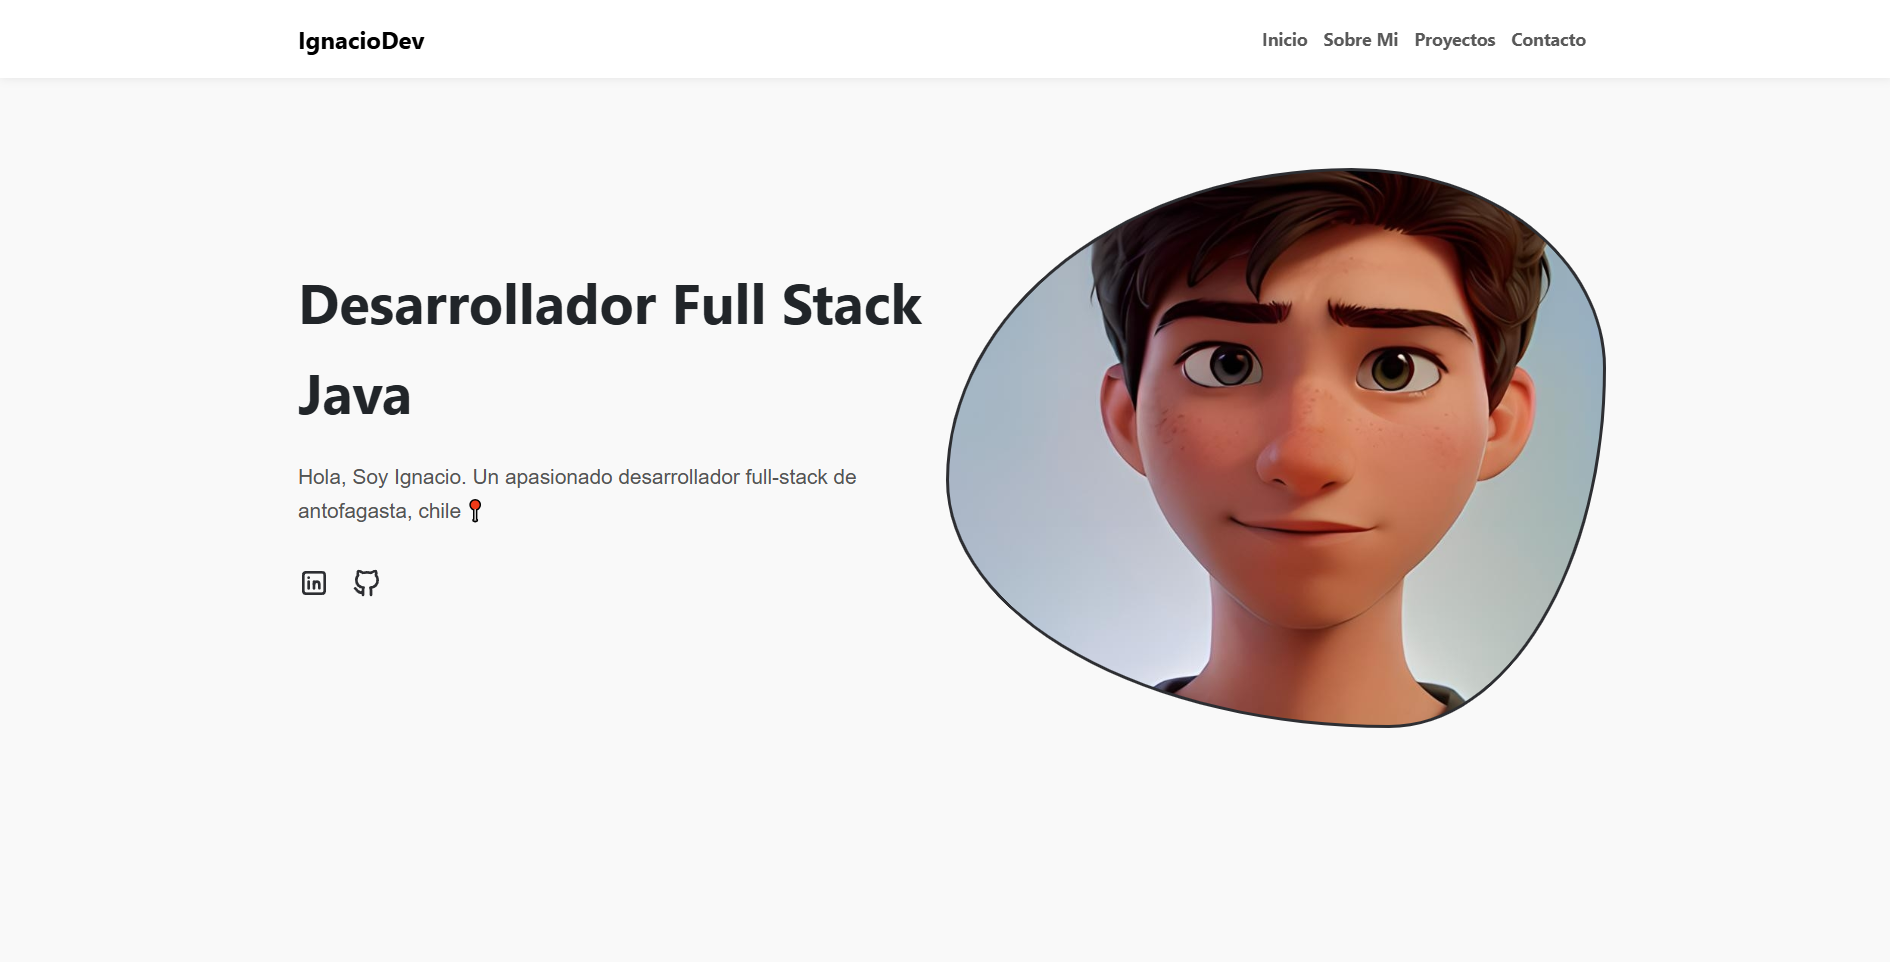 IgnacioDev
Inicio Sobre Mi Proyectos Contacto
Desarrollador Full Stack
Java
Hola, Soy Ignacio. Un apasionado desarrollador full-stack de
antofagasta, chile 📍
in